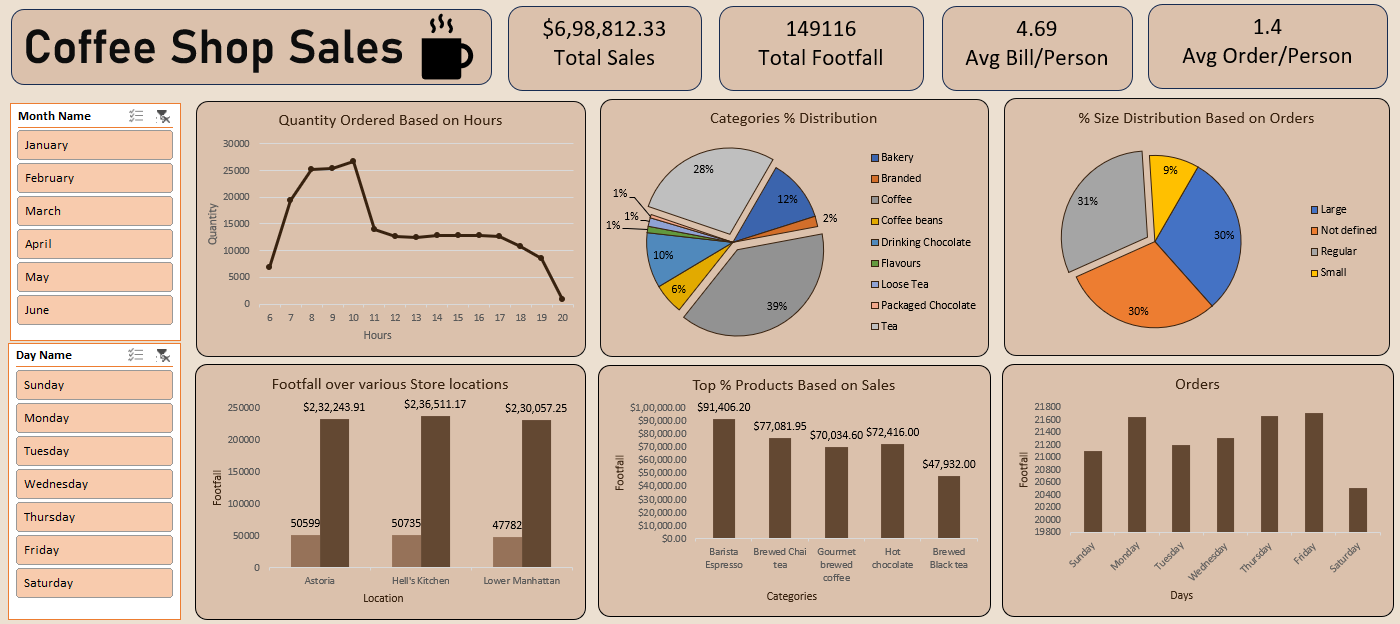 Coffee Shop Sales
$6,98,812.33
Total Sales
149116
Total Footfall
4.69
Avg Bill/Person
1.4
Avg Order/Person
Month Name
January
February
March
April
May
June
Day Name
Sunday
Monday
Tuesday
Wednesday
Thursday
Friday
Saturday
Quantity Ordered Based on Hours
Quantity
30000
25000
20000
15000
10000
5000
0
6 7 8 9 10 11 12 13 14 15 16 17 18 19 20
Hours
Categories % Distribution
28%
12%
2%
39%
6%
10%
1%
1%
1%
Bakery
Branded
Coffee
Coffee beans
Drinking Chocolate
Flavours
Loose Tea
Packaged Chocolate
Tea
% Size Distribution Based on Orders
9%
31%
30%
30%
Large
Not defined
Regular
Small
Footfall over various Store locations
Footfall
250000
200000
150000
100000
50000
0
$2,32,243.91
$2,36,511.17
$2,30,057.25
50599
50735
47782
Astoria
Hell's Kitchen
Lower Manhattan
Location
Top % Products Based on Sales
Footfall
$1,00,000.00
$90,000.00
$80,000.00
$70,000.00
$60,000.00
$50,000.00
$40,000.00
$30,000.00
$20,000.00
$10,000.00
$0.00
$91,406.20
$77,081.95
$70,034.60
$72,416.00
$47,932.00
Barista
Espresso
Brewed Chai
tea
Gourmet
brewed
coffee
Hot
chocolate
Brewed
Black tea
Categories
Orders
Footfall
21800
21600
21400
21200
21000
20800
20600
20400
20200
20000
19800
Sunday
Monday
Tuesday
Wednesday
Thursday
Friday
Saturday
Days